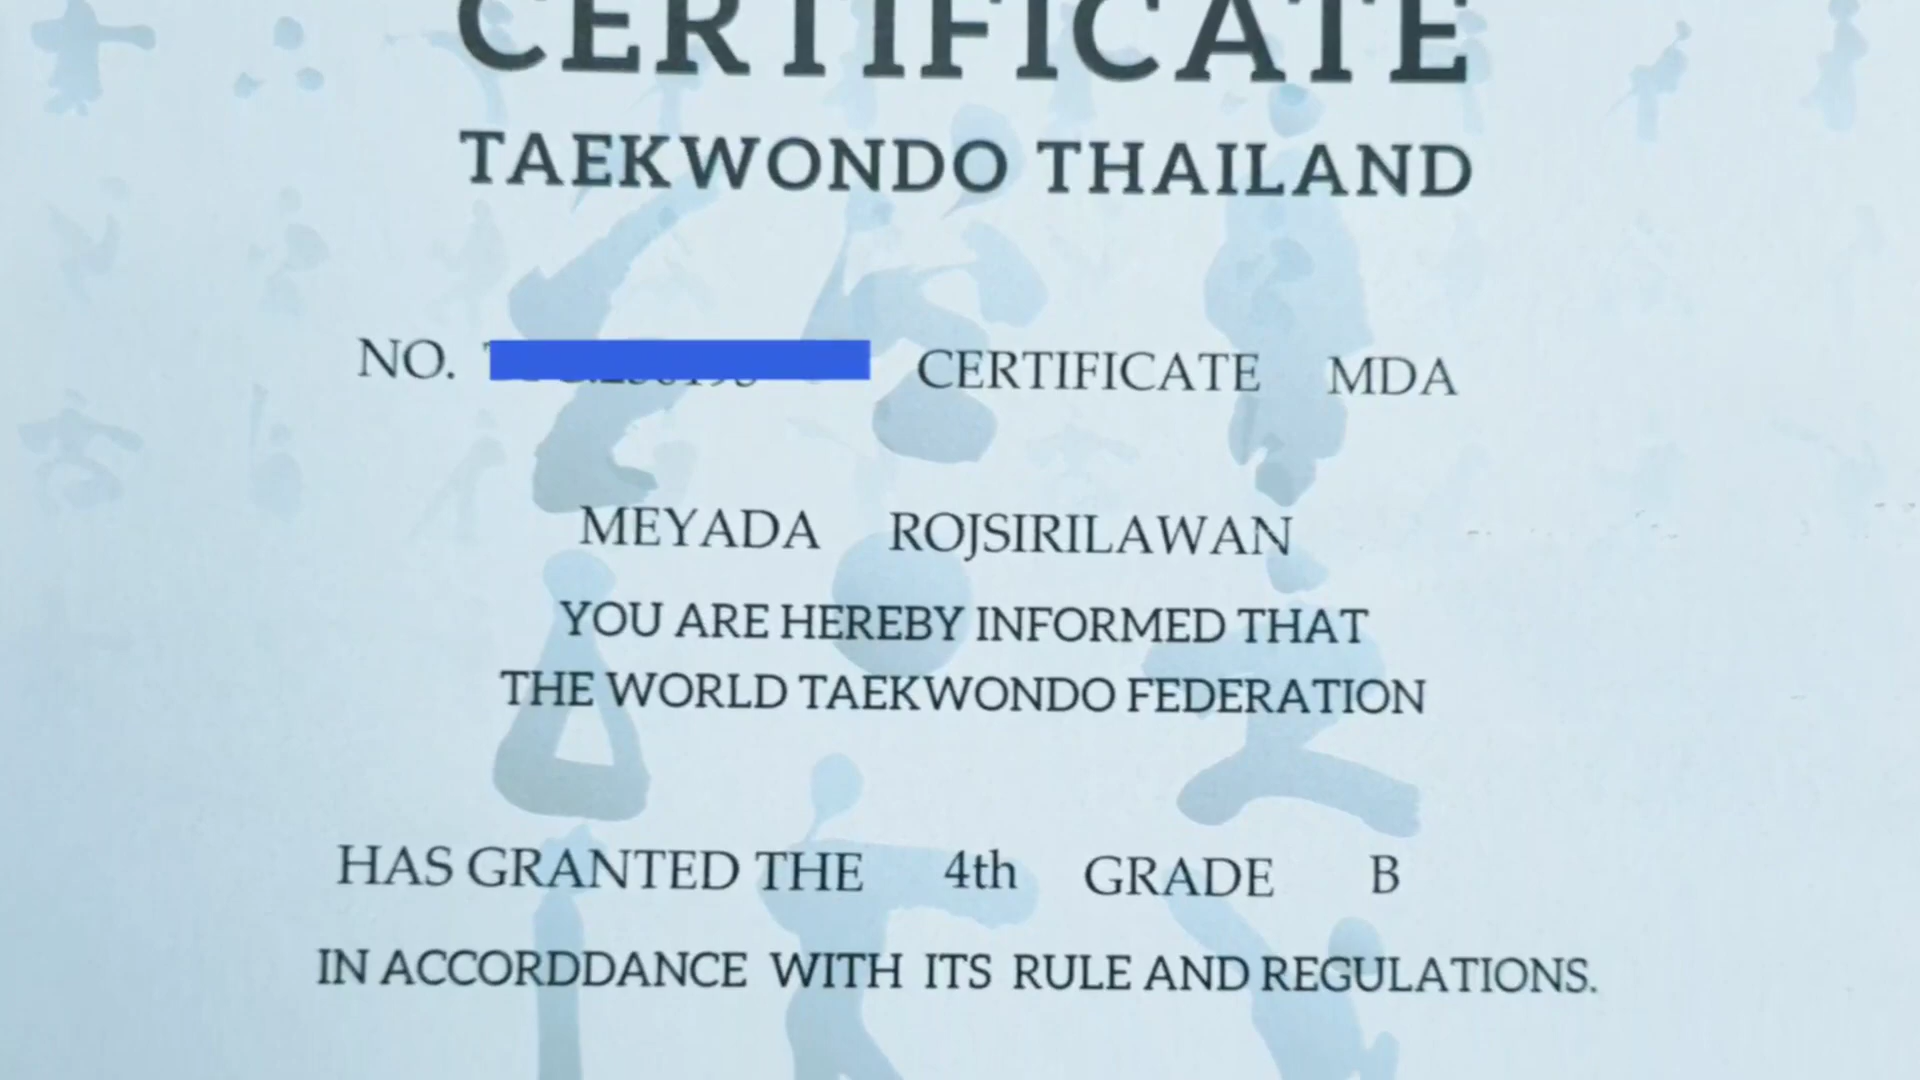 CERTIFICATE
TAEKWONDO THAILAND
NO. CERTIFICATE MDA
MEYADA ROJSIRILAWAN
YOU ARE HEREBY INFORMED THAT
THE WORLD TAEKWONDO FEDERATION
HAS GRANTED THE 4th GRADE B
IN ACCORDDANCE WITH ITS RULE AND REGULATIONS.